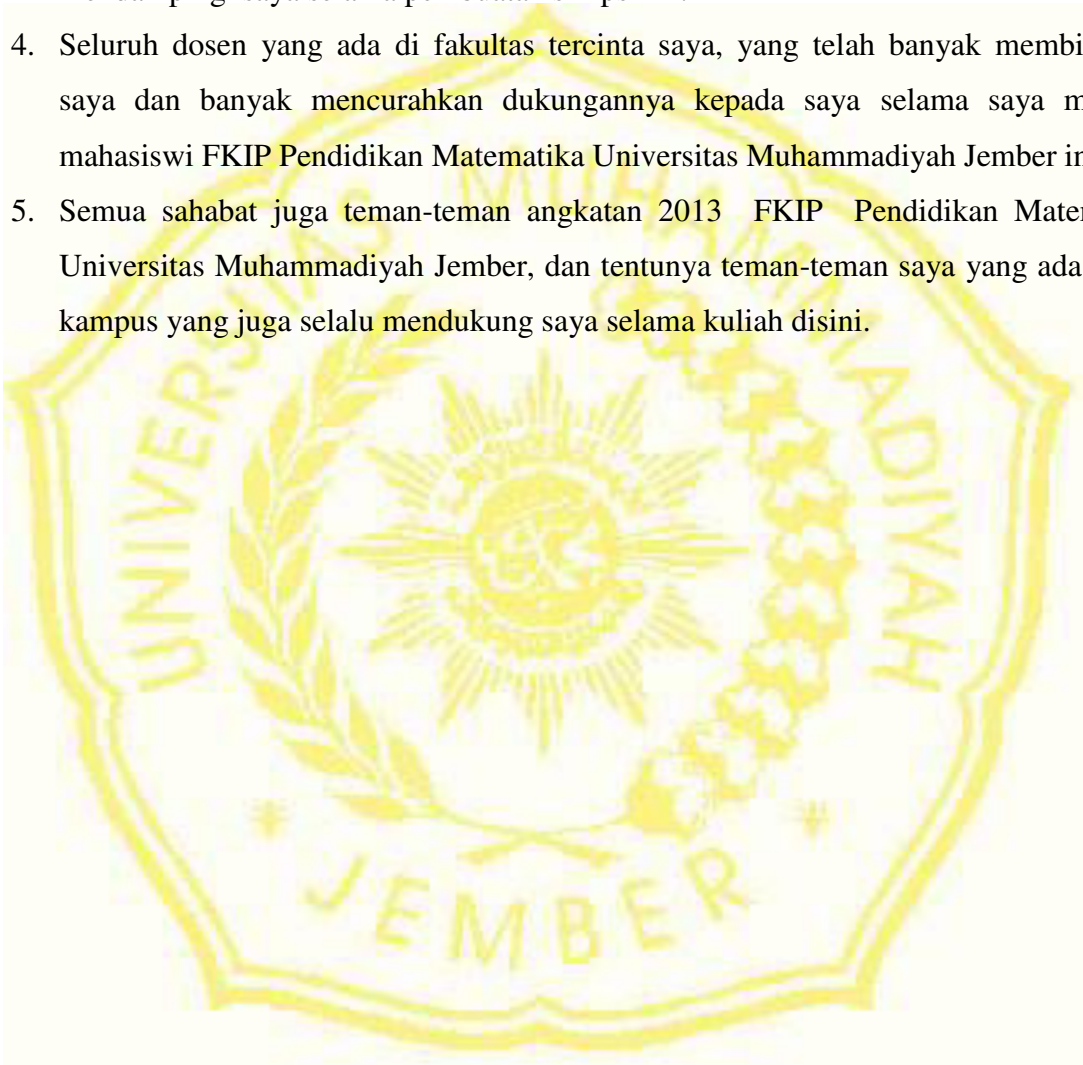 4. Seluruh dosen yang ada di fakultas tercinta saya, yang telah banyak membi
saya dan banyak mencurahkan dukungannya kepada saya selama saya m
mahasiswi FKIP Pendidikan Matematika Universitas Muhammadiyah Jember in
5. Semua sahabat juga teman-teman angkatan 2013 FKIP Pendidikan Mate
Universitas Muhammadiyah Jember, dan tentunya teman-teman saya yang ada
kampus yang juga selalu mendukung saya selama kuliah disini.
UNIVERSITAS MUHAMMADIYAH
JEMBER